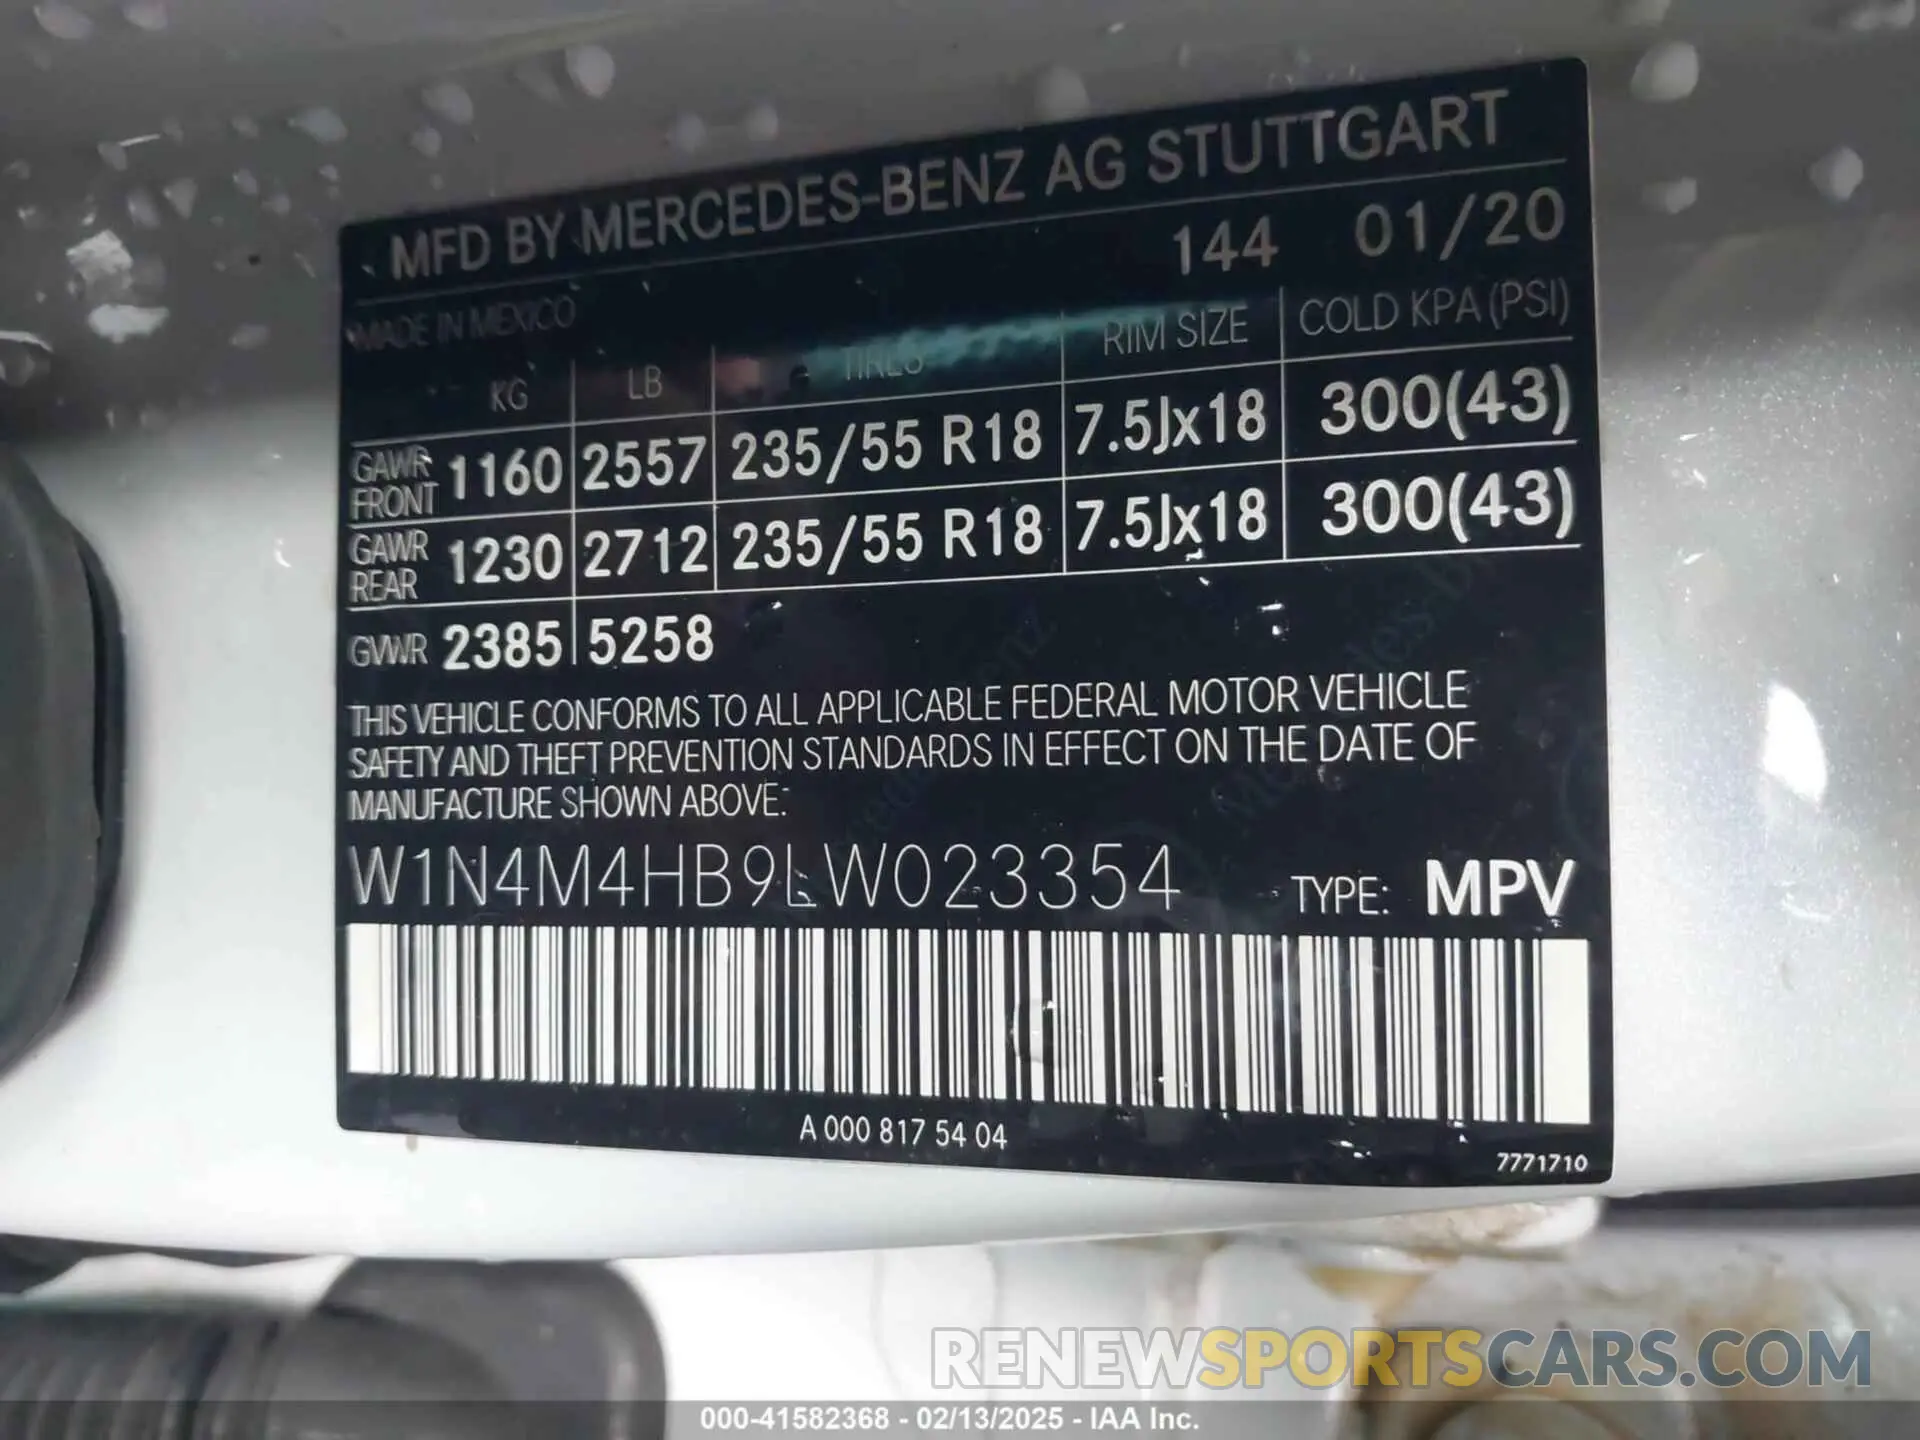 MFD BY MERCEDES-BENZ AG STUTTGART
144 01/20
MADE IN MEXICO
KG LB TIRES RIM SIZE COLD KPA (PSI)
GAWR FRONT 1160 2557 235/55 R18 7.5Jx18 300(43)
GAWR REAR 1230 2712 235/55 R18 7.5Jx18 300(43)
GVWR 2385 5258
THIS VEHICLE CONFORMS TO ALL APPLICABLE FEDERAL MOTOR VEHICLE
SAFETY AND THEFT PREVENTION STANDARDS IN EFFECT ON THE DATE OF
MANUFACTURE SHOWN ABOVE:
W1N4M4HB9LW023354 TYPE: MPV
A 000 817 54 04
7771710
RENEWSPORTSCARS.COM
000-41582368 - 02/13/2025 - IAA Inc.